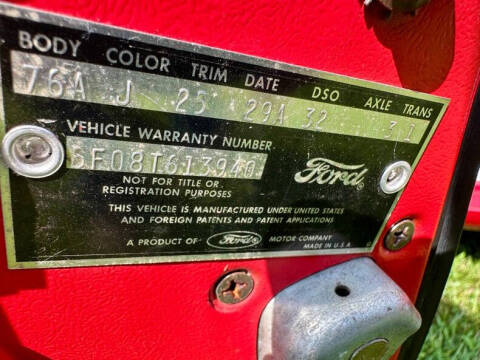 BODY COLOR TRIM DATE DSO AXLE TRANS
76A J 25 29A 32 3 1
VEHICLE WARRANTY NUMBER
5F08T613940
NOT FOR TITLE OR
REGISTRATION PURPOSES
Ford
THIS VEHICLE IS MANUFACTURED UNDER UNITED STATES
AND FOREIGN PATENTS AND PATENT APPLICATIONS
A PRODUCT OF Ford MOTOR COMPANY
MADE IN U.S.A